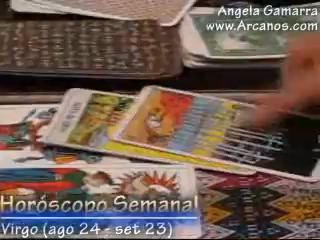 Angela Gamarra
www.Arcanos.com
Horóscopo Semanal
Virgo (ago 24 - set 23)